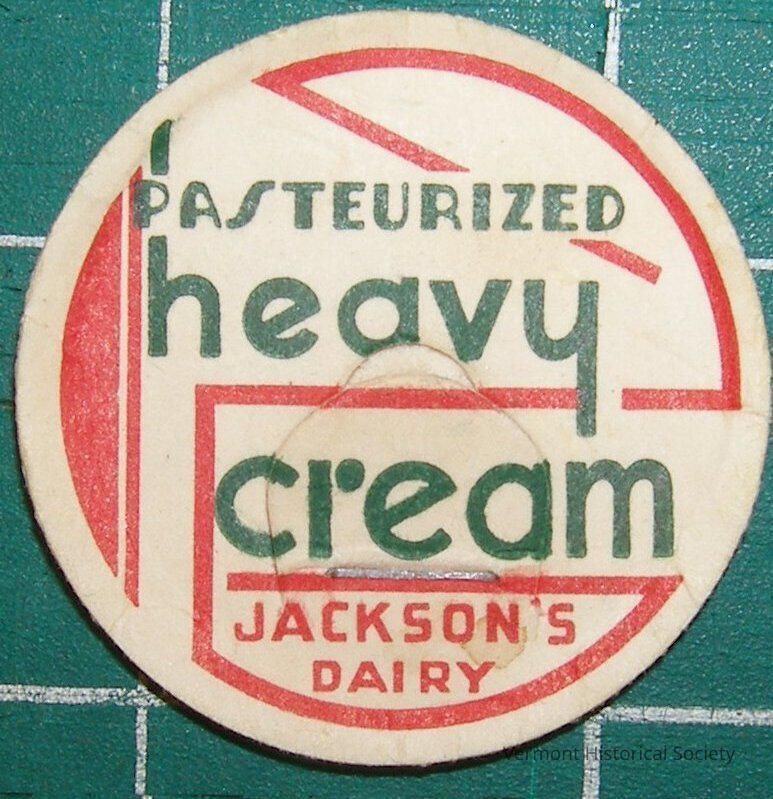 PASTEURIZED
heavy
cream
JACKSON'S
DAIRY
Vermont Historical Society